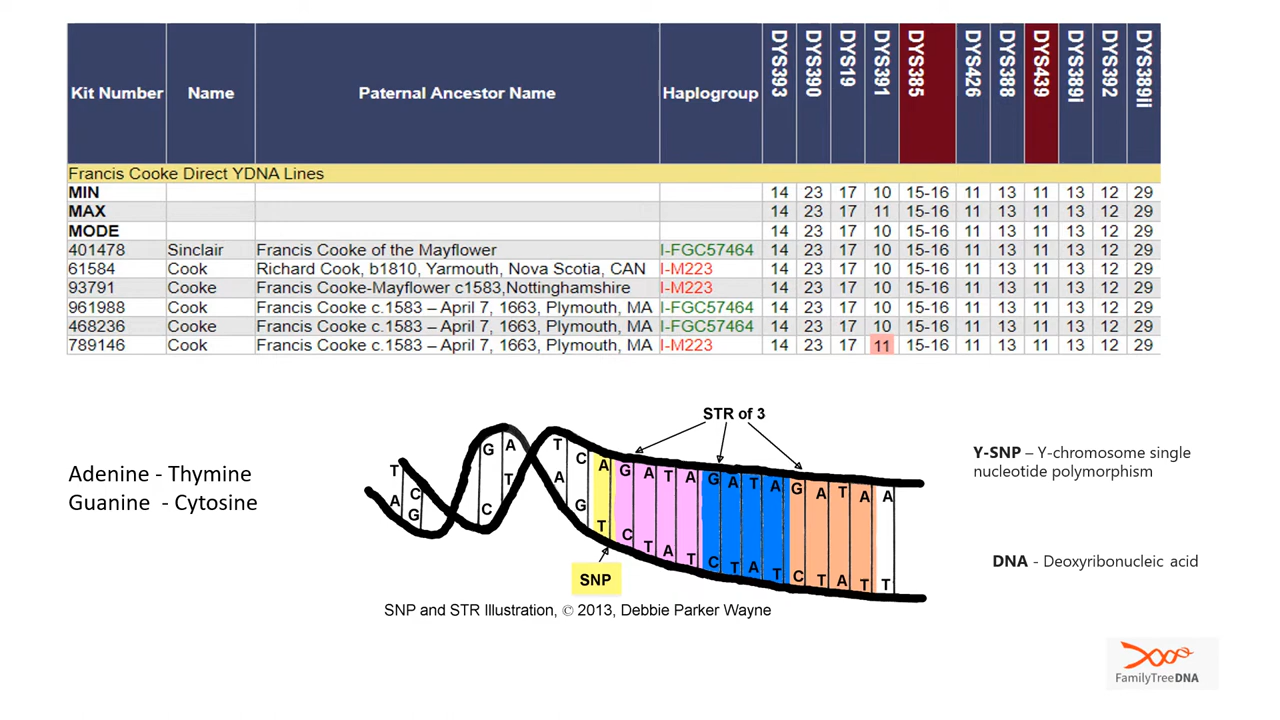 Kit Number Name Paternal Ancestor Name Haplogroup DYS393 DYS390 DYS19 DYS391 DYS385 DYS426 DYS388 DYS439 DYS389i DYS392 DYS389ii
Francis Cooke Direct YDNA Lines
MIN 14 23 17 10 15-16 11 13 11 13 12 29
MAX 14 23 17 11 15-16 11 13 11 13 12 29
MODE 14 23 17 10 15-16 11 13 11 13 12 29
401478 Sinclair Francis Cooke of the Mayflower I-FGC57464 14 23 17 10 15-16 11 13 11 13 12 29
61584 Cook Richard Cook, b1810, Yarmouth, Nova Scotia, CAN I-M223 14 23 17 10 15-16 11 13 11 13 12 29
93791 Cooke Francis Cooke-Mayflower c1583,Nottinghamshire I-M223 14 23 17 10 15-16 11 13 11 13 12 29
961988 Cook Francis Cooke c.1583 – April 7, 1663, Plymouth, MA I-FGC57464 14 23 17 10 15-16 11 13 11 13 12 29
468236 Cooke Francis Cooke c.1583 – April 7, 1663, Plymouth, MA I-FGC57464 14 23 17 10 15-16 11 13 11 13 12 29
789146 Cook Francis Cooke c.1583 – April 7, 1663, Plymouth, MA I-M223 14 23 17 11 15-16 11 13 11 13 12 29
Adenine - Thymine
Guanine - Cytosine
STR of 3
T C G A T C A G A T A G A T A G A T A A
A G C T A G T C T A T C T A T C T A T T
SNP
SNP and STR Illustration, © 2013, Debbie Parker Wayne
Y-SNP – Y-chromosome single
nucleotide polymorphism
DNA - Deoxyribonucleic acid
FamilyTreeDNA